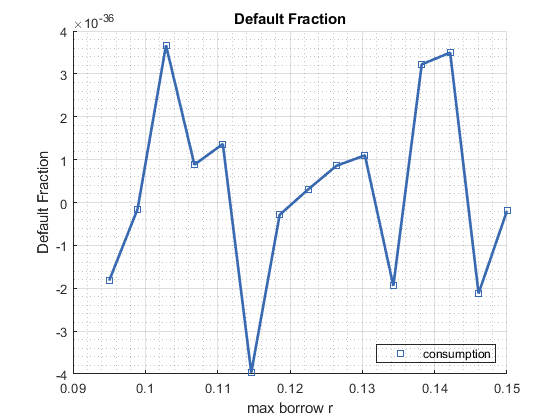 Default Fraction
×10^-36
4
3
2
1
0
-1
-2
-3
-4
Default Fraction
0.09 0.1 0.11 0.12 0.13 0.14 0.15
max borrow r
consumption